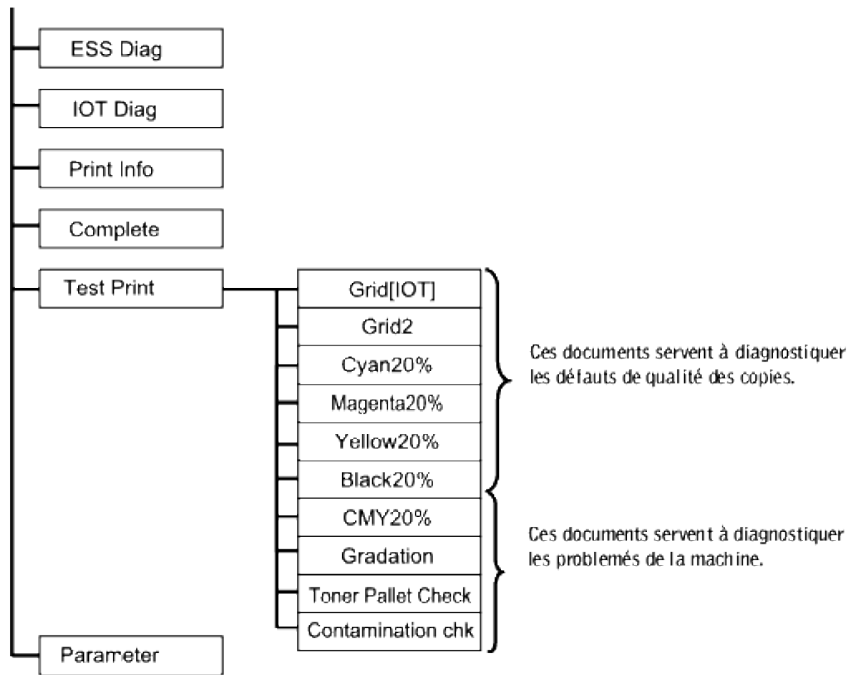 ESS Diag
IOT Diag
Print Info
Complete
Test Print
Grid[IOT]
Grid2
Cyan20%
Magenta20%
Yellow20%
Black20%
CMY20%
Gradation
Toner Pallet Check
Contamination chk
Ces documents servent à diagnostiquer
les défauts de qualité des copies.
Ces documents servent à diagnostiquer
les problemés de la machine.
Parameter